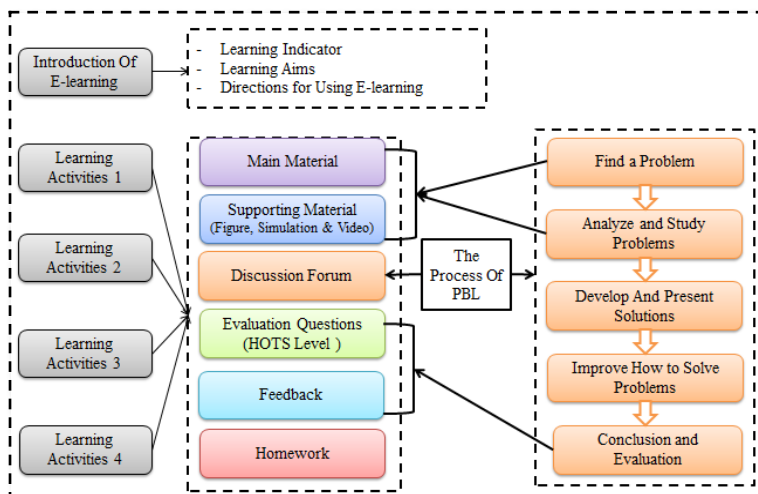 Introduction Of
E-learning
- Learning Indicator
- Learning Aims
- Directions for Using E-learning
Learning
Activities 1
Learning
Activities 2
Learning
Activities 3
Learning
Activities 4
Main Material
Supporting Material
(Figure, Simulation & Video)
Discussion Forum
Evaluation Questions
(HOTS Level )
Feedback
Homework
The
Process Of
PBL
Find a Problem
Analyze and Study
Problems
Develop And Present
Solutions
Improve How to Solve
Problems
Conclusion and
Evaluation